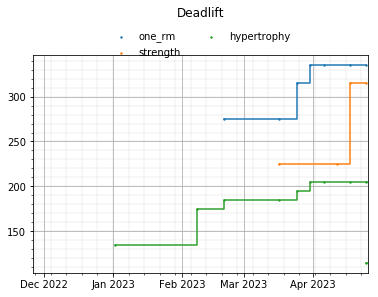 Deadlift
one_rm
strength
hypertrophy
300
250
200
150
Dec 2022 Jan 2023 Feb 2023 Mar 2023 Apr 2023